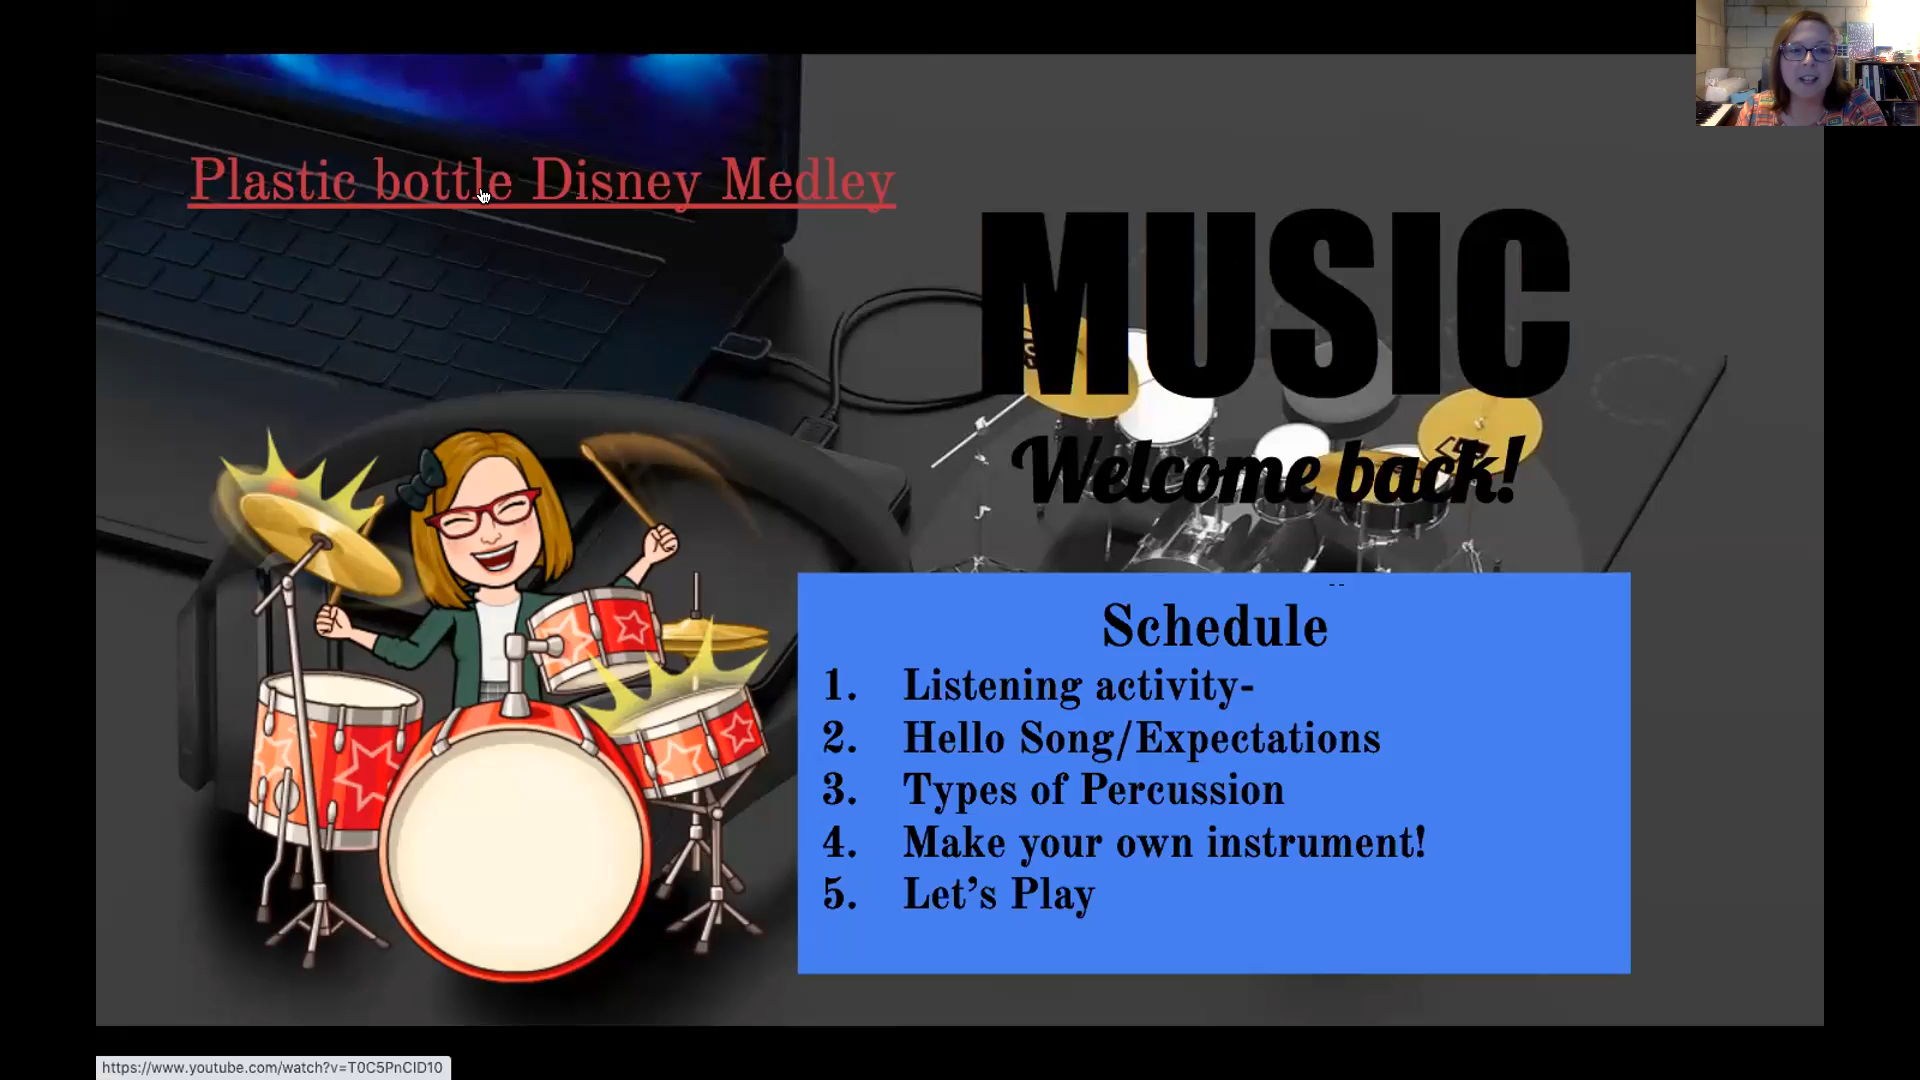 Plastic bottle Disney Medley
MUSIC
Welcome back!
Schedule
1. Listening activity-
2. Hello Song/Expectations
3. Types of Percussion
4. Make your own instrument!
5. Let's Play
https://www.youtube.com/watch?v=T0C5PnCID10